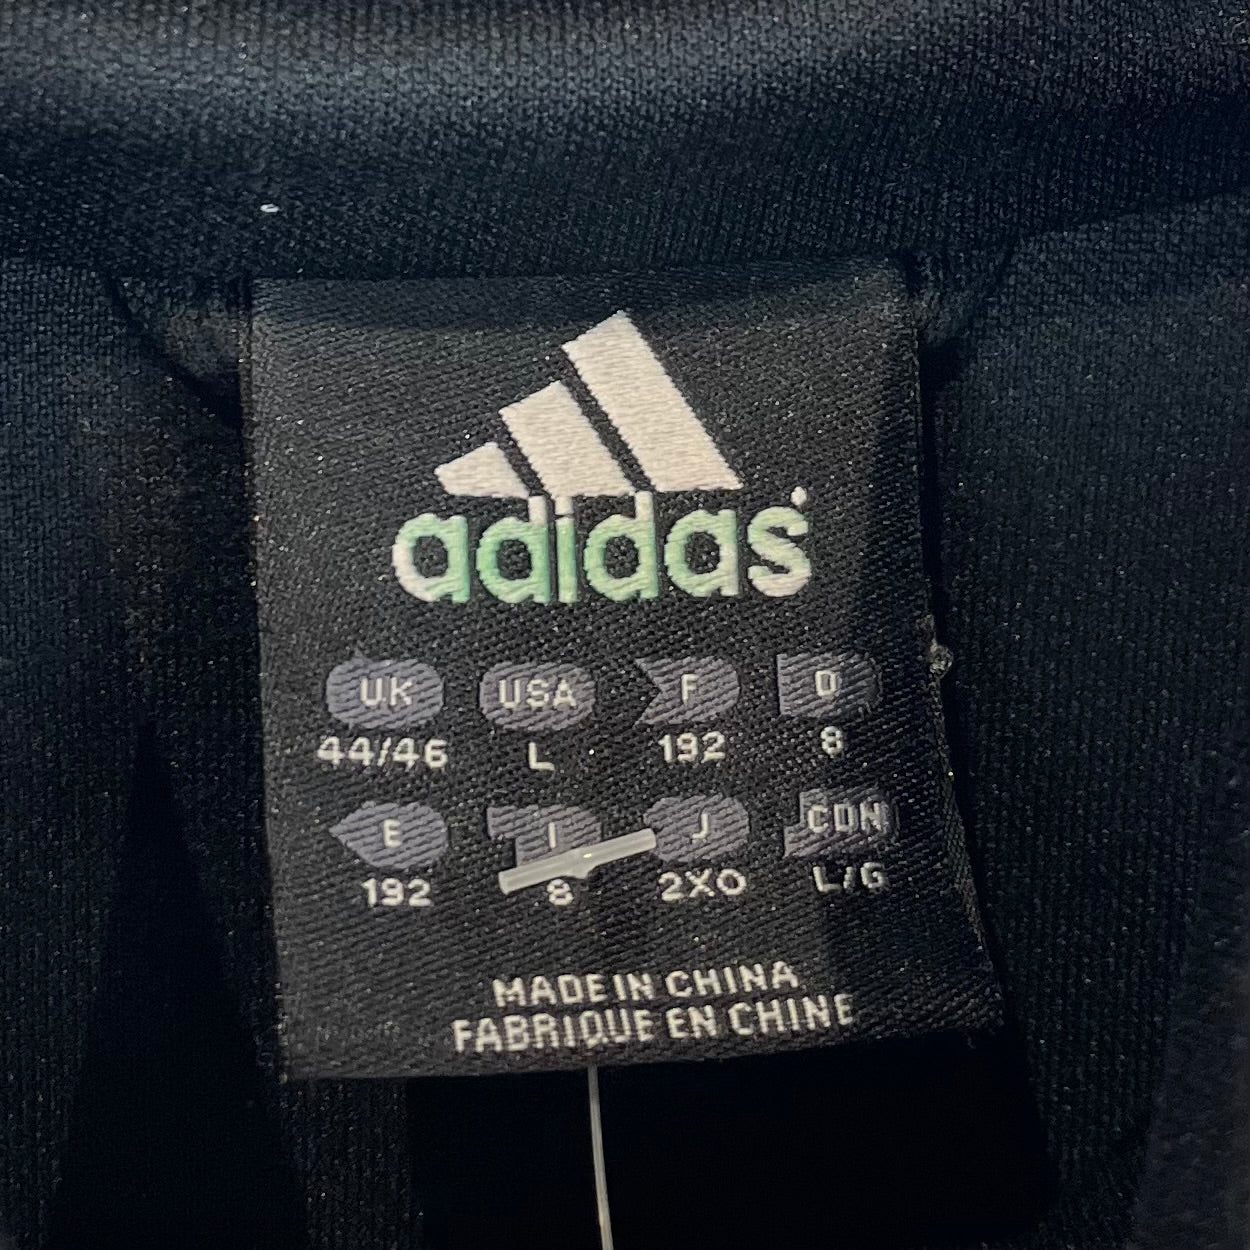 adidas
UK USA F D
44/46 L 192 8
E I J CDN
192 8 2XO L/G
MADE IN CHINA
FABRIQUE EN CHINE